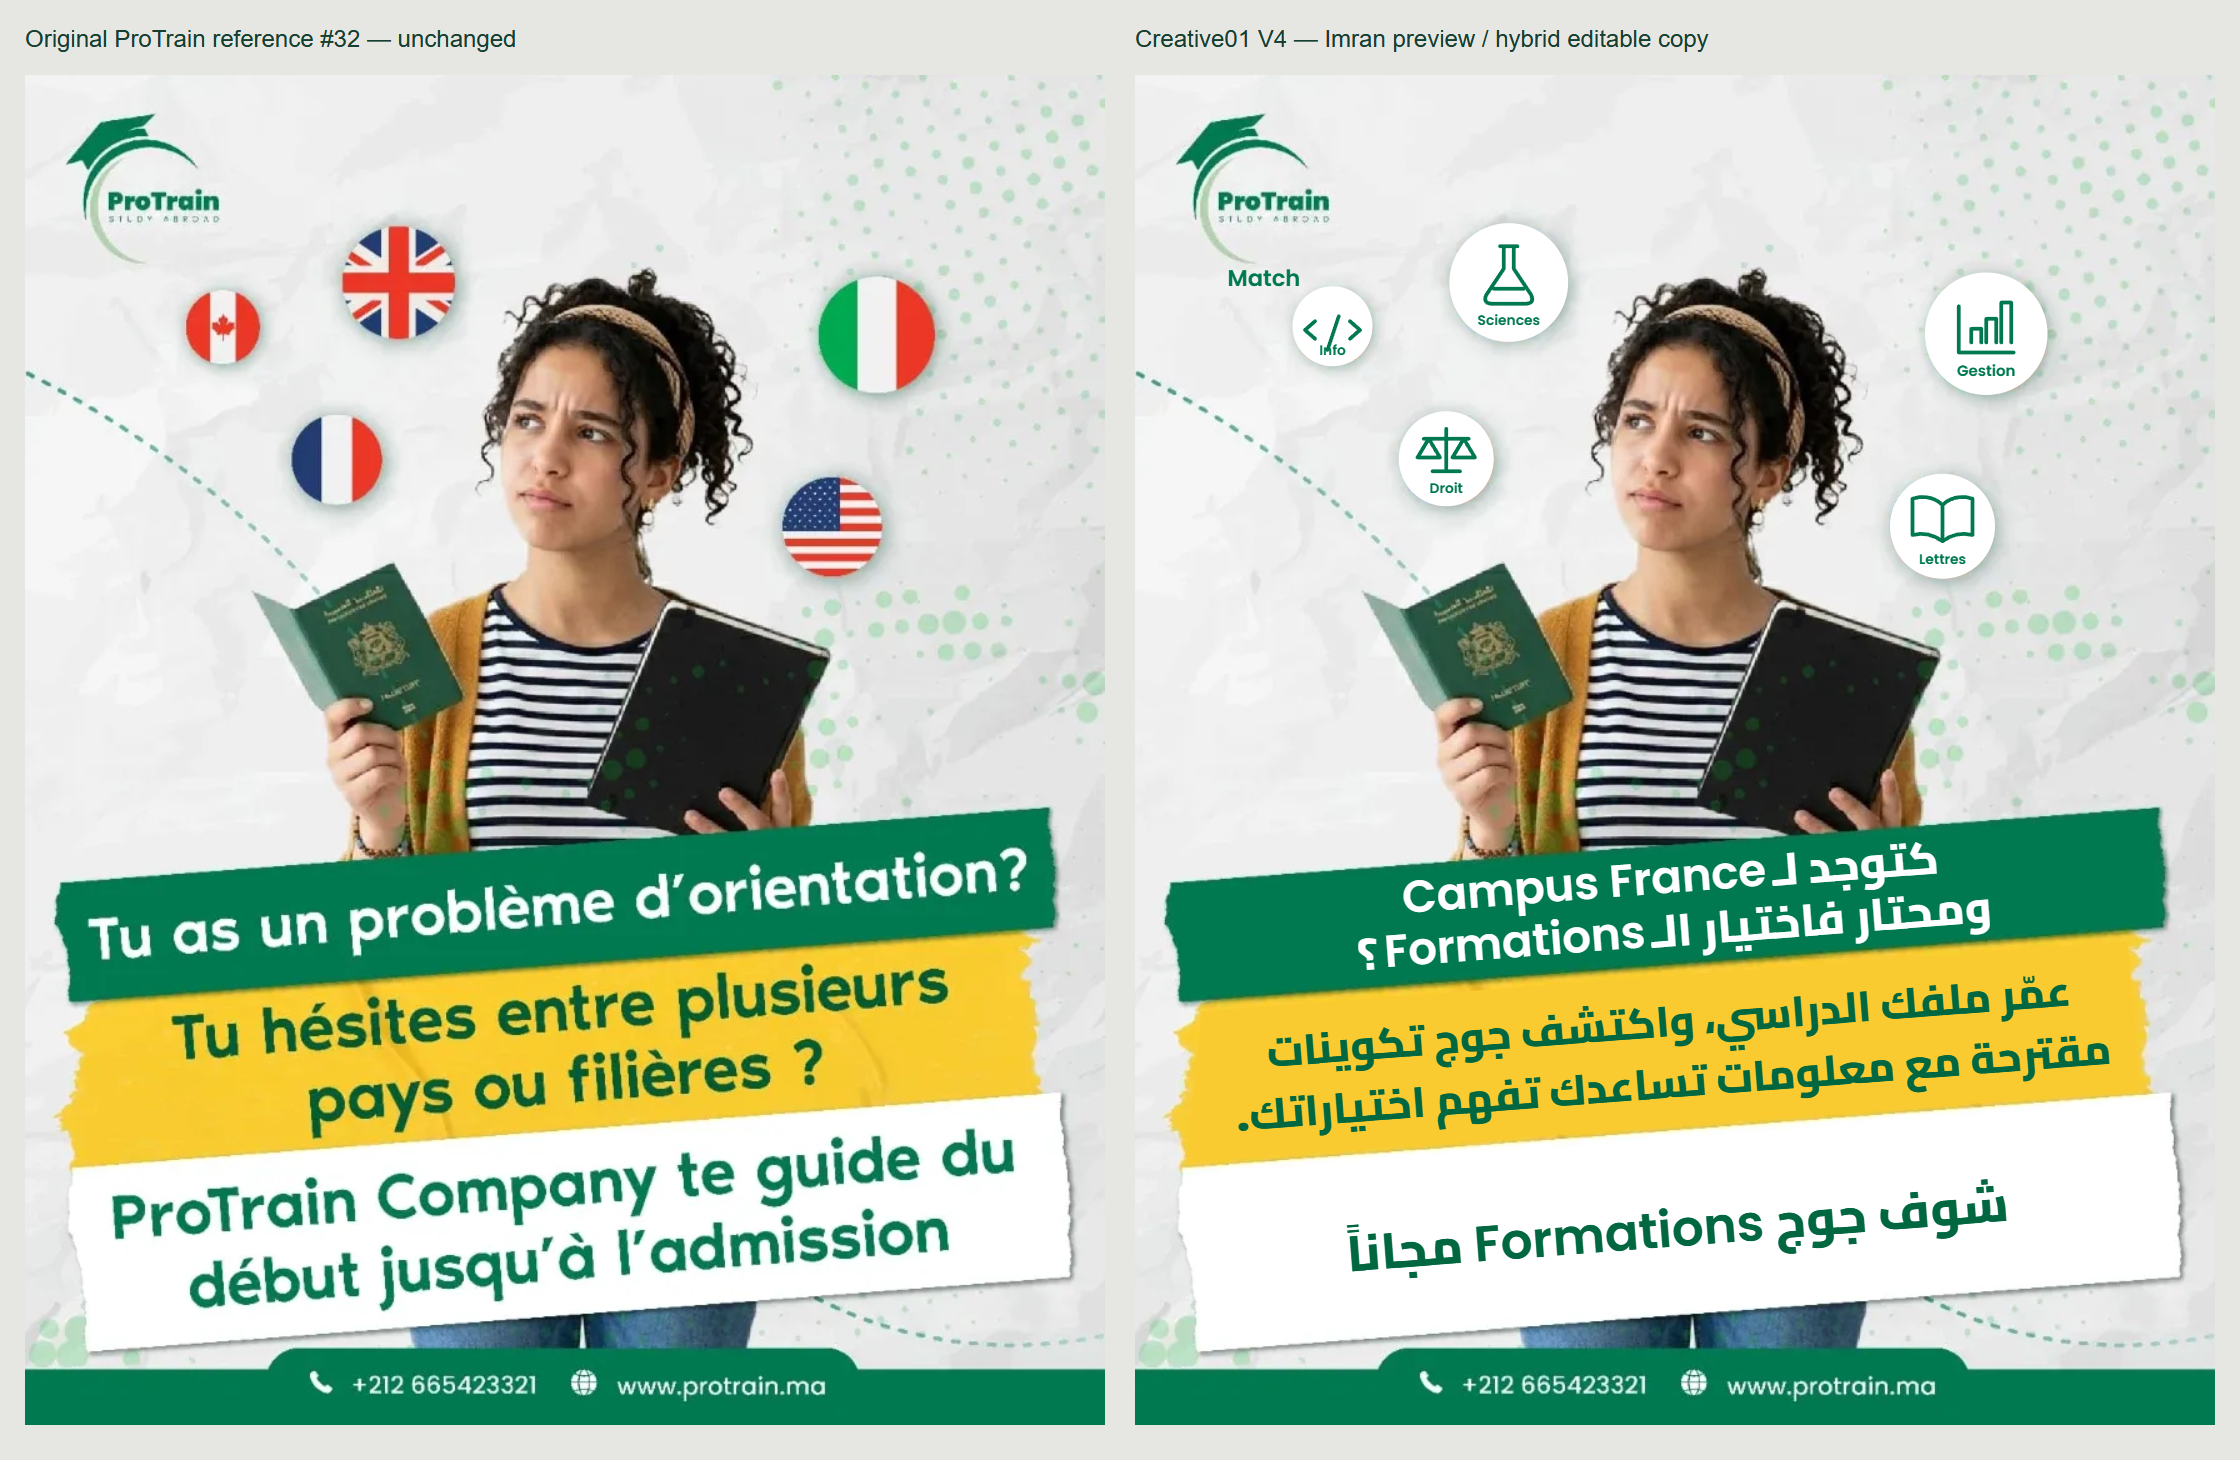 Original ProTrain reference #32 — unchanged
ProTrain
STUDY ABROAD
Tu as un problème d’orientation?
Tu hésites entre plusieurs
pays ou filières ?
ProTrain Company te guide du
début jusqu’à l’admission
+212 665423321
www.protrain.ma
Creative01 V4 — Imran preview / hybrid editable copy
ProTrain
STUDY ABROAD
Match
Info
Sciences
Gestion
Droit
Lettres
كتوجد لـ Campus France
ومحتار فاختيار الـ Formations؟
عمّر ملفك الدراسي، واكتشف جوج تكوينات
مقترحة مع معلومات تساعدك تفهم اختياراتك.
شوف جوج Formations مجاناً
+212 665423321
www.protrain.ma